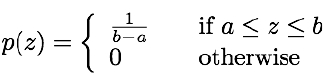 p(z) = { 1/(b−a) if a ≤ z ≤ b
0 otherwise